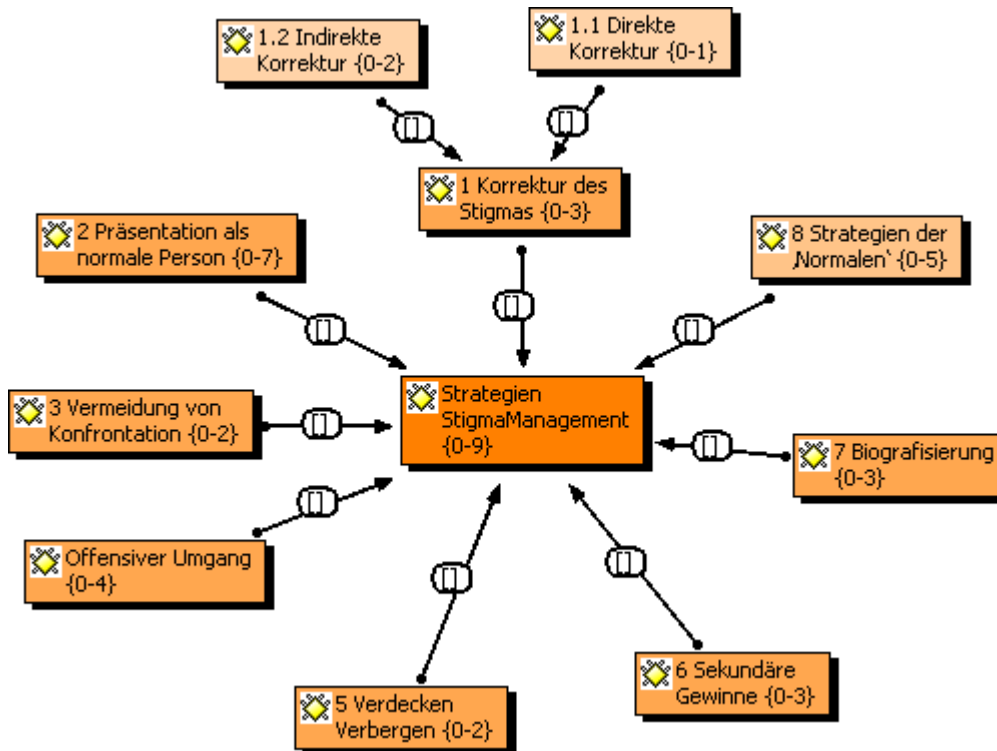 1.2 Indirekte
Korrektur {0-2}
1.1 Direkte
Korrektur {0-1}
1 Korrektur des
Stigmas {0-3}
2 Präsentation als
normale Person {0-7}
8 Strategien der
‚Normalen‘ {0-5}
Strategien
StigmaManagement
{0-9}
3 Vermeidung von
Konfrontation {0-2}
7 Biografisierung
{0-3}
Offensiver Umgang
{0-4}
5 Verdecken
Verbergen {0-2}
6 Sekundäre
Gewinne {0-3}